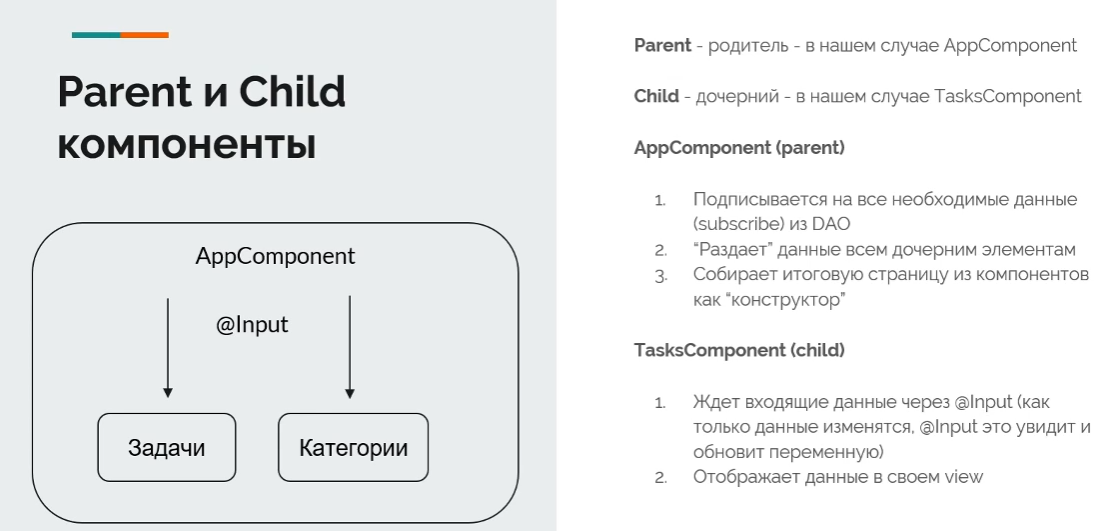 Parent и Child
компоненты
AppComponent
@Input
Задачи
Категории
Parent - родитель - в нашем случае AppComponent
Child - дочерний - в нашем случае TasksComponent
AppComponent (parent)
1. Подписывается на все необходимые данные
(subscribe) из DAO
2. “Раздает” данные всем дочерним элементам
3. Собирает итоговую страницу из компонентов
как “конструктор”
TasksComponent (child)
1. Ждет входящие данные через @Input (как
только данные изменятся, @Input это увидит и
обновит переменную)
2. Отображает данные в своем view